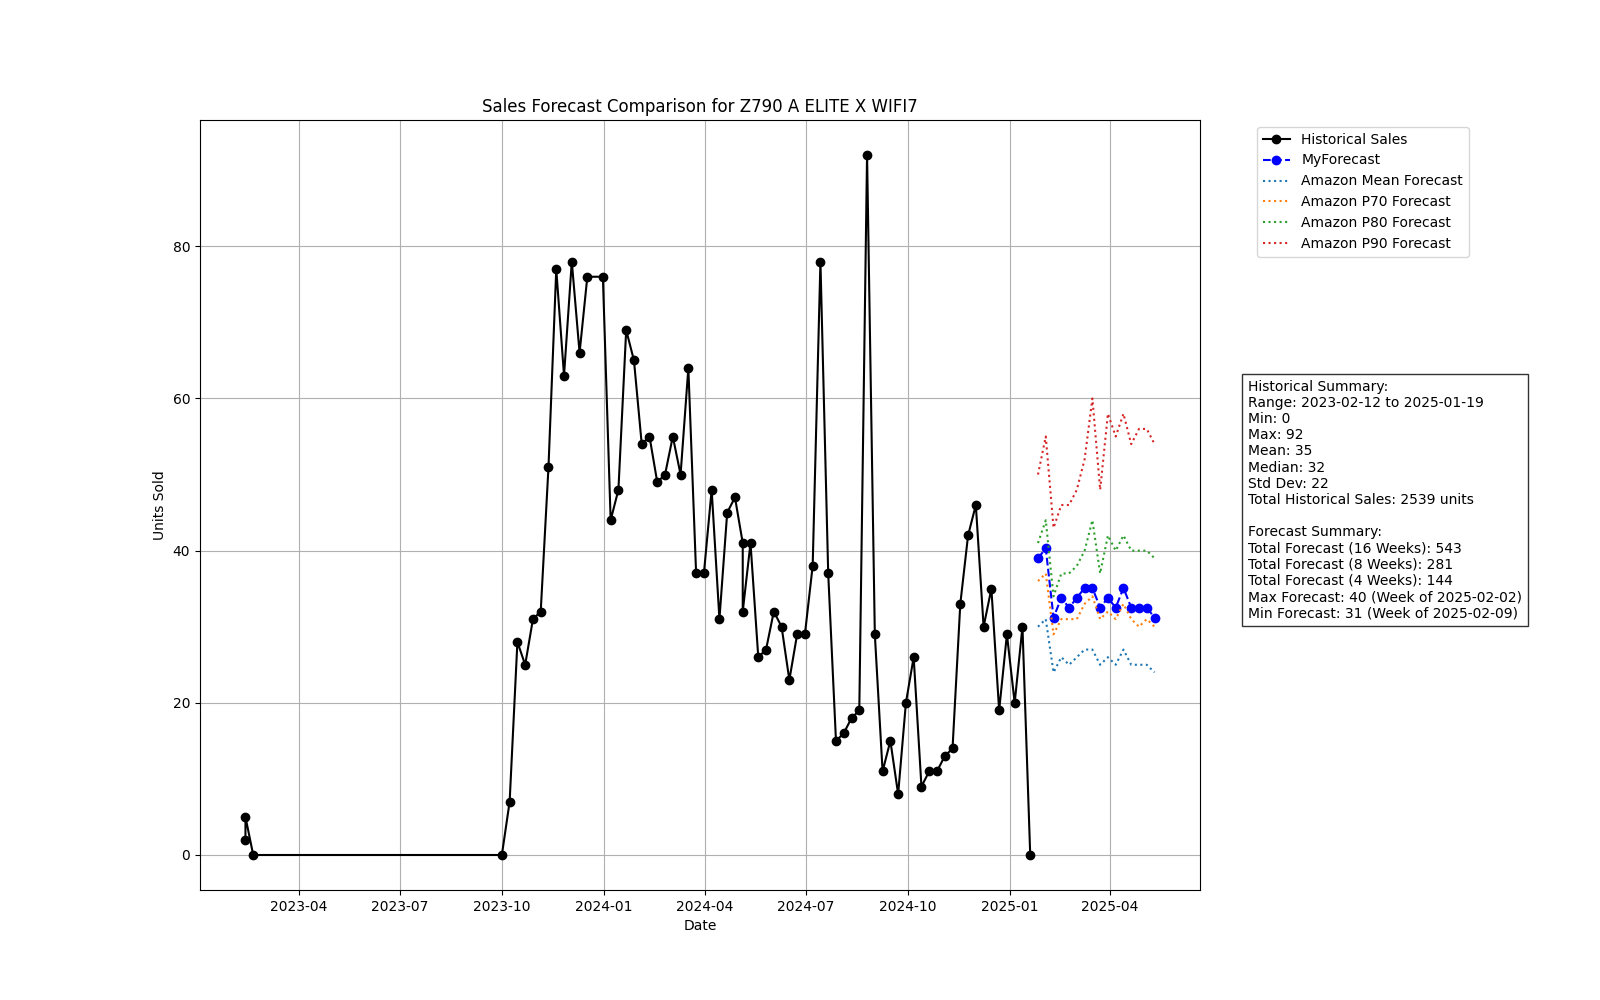 Sales Forecast Comparison for Z790 A ELITE X WIFI7
Historical Sales
MyForecast
Amazon Mean Forecast
Amazon P70 Forecast
Amazon P80 Forecast
Amazon P90 Forecast
Units Sold
80
60
40
20
0
2023-04
2023-07
2023-10
2024-01
2024-04
2024-07
2024-10
2025-01
2025-04
Date
Historical Summary:
Range: 2023-02-12 to 2025-01-19
Min: 0
Max: 92
Mean: 35
Median: 32
Std Dev: 22
Total Historical Sales: 2539 units
Forecast Summary:
Total Forecast (16 Weeks): 543
Total Forecast (8 Weeks): 281
Total Forecast (4 Weeks): 144
Max Forecast: 40 (Week of 2025-02-02)
Min Forecast: 31 (Week of 2025-02-09)